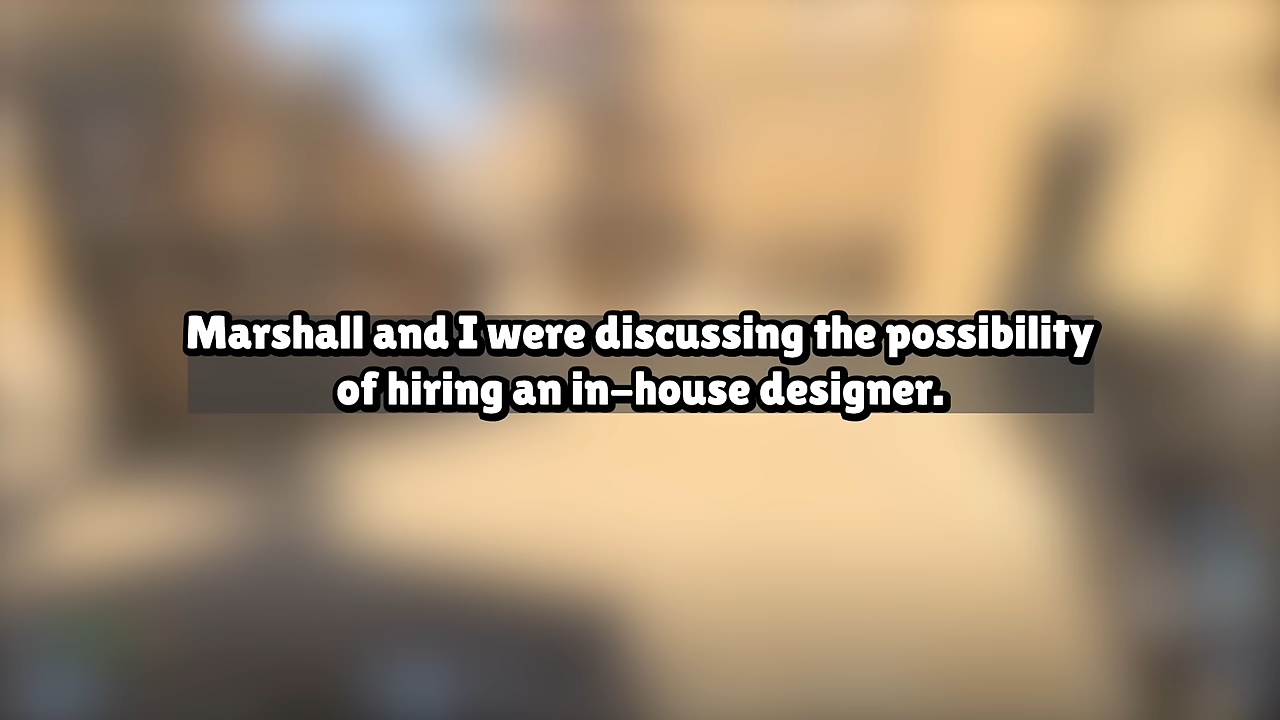 Marshall and I were discussing the possibility
of hiring an in-house designer.